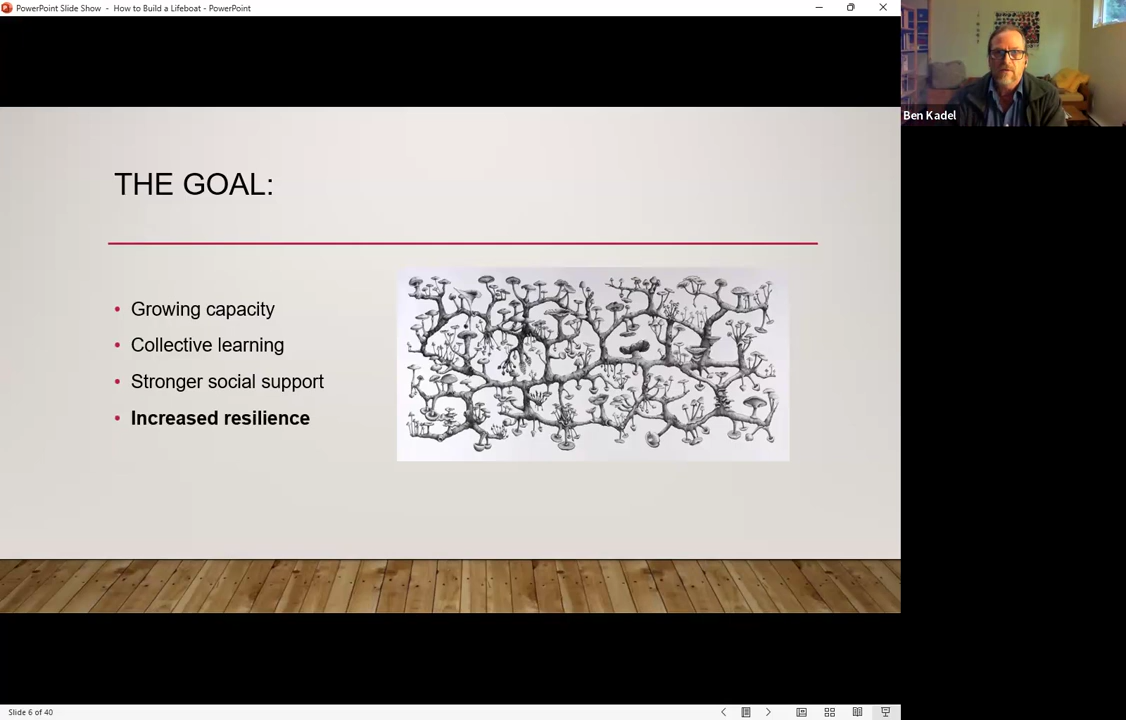 PowerPoint Slide Show - How to Build a Lifeboat - PowerPoint
Ben Kadel
THE GOAL:
• Growing capacity
• Collective learning
• Stronger social support
• Increased resilience
Slide 6 of 40